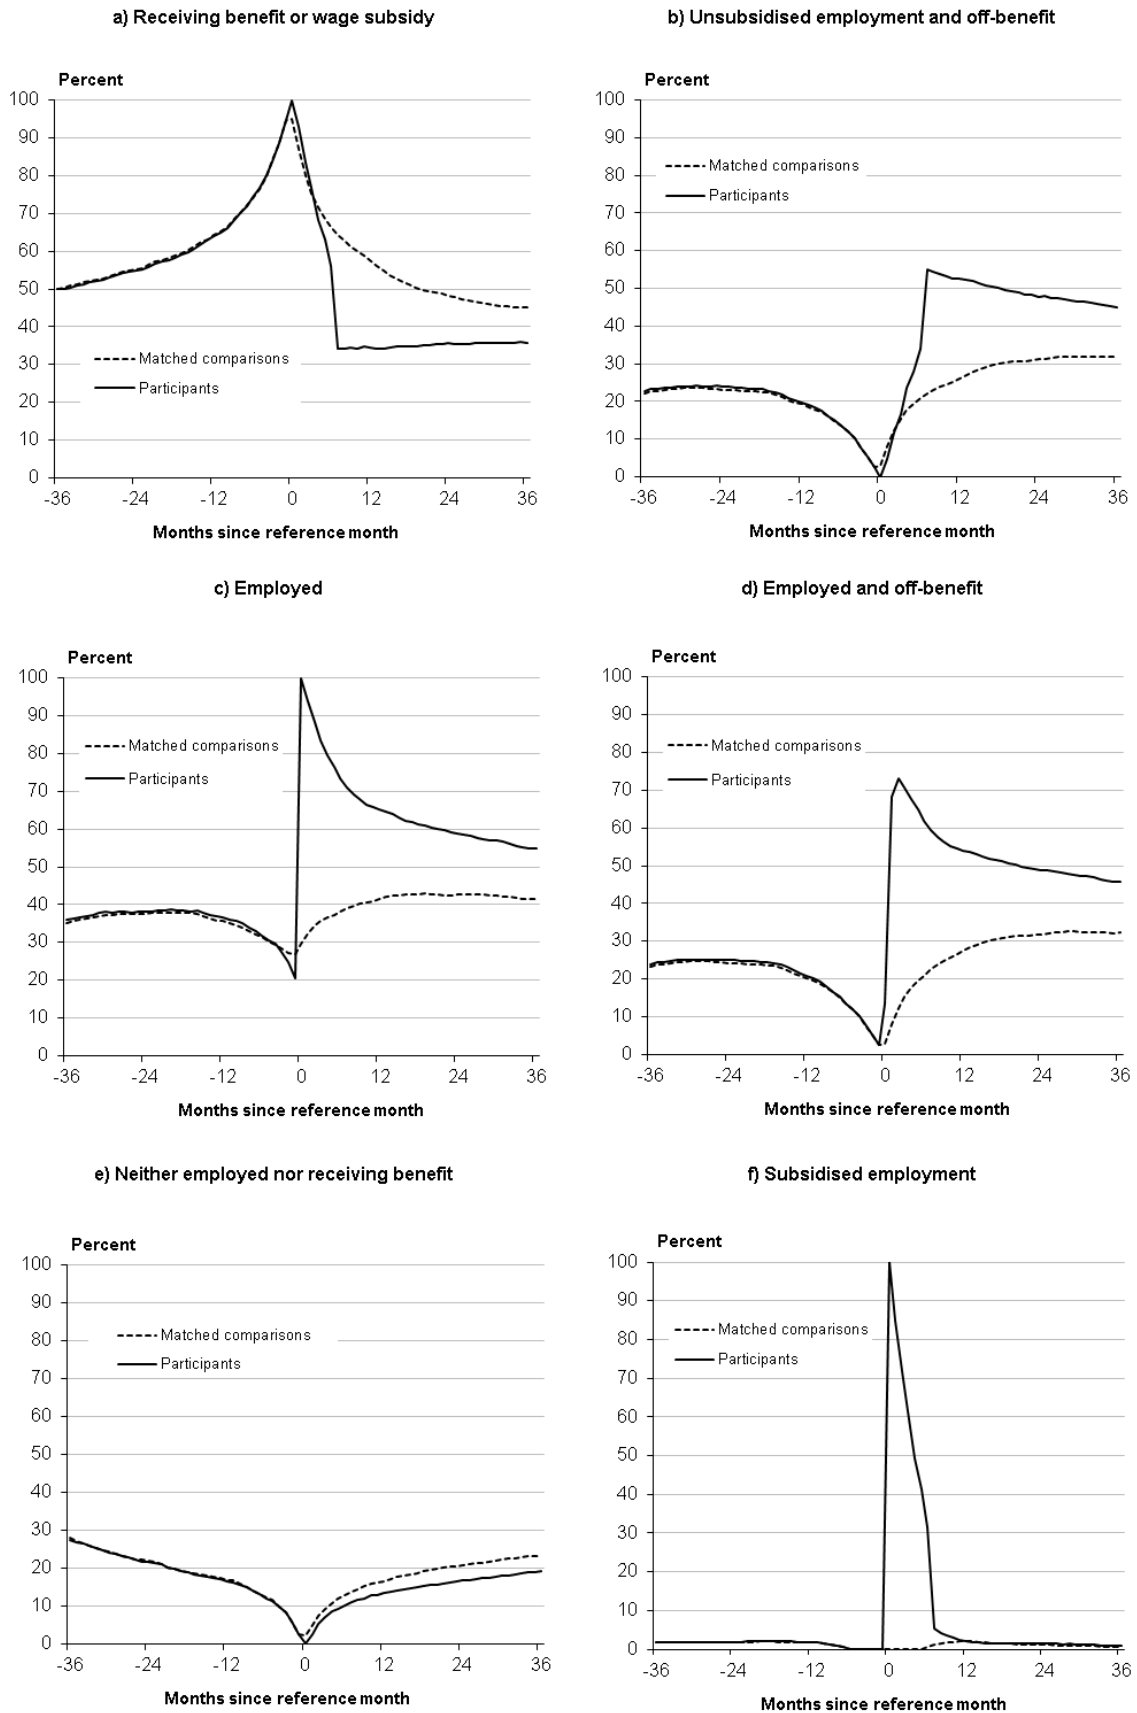 a) Receiving benefit or wage subsidy
Percent
100
90
80
70
60
50
40
30
20
10
0
Matched comparisons
Participants
-36 -24 -12 0 12 24 36
Months since reference month
b) Unsubsidised employment and off-benefit
Percent
100
90
80
70
60
50
40
30
20
10
0
Matched comparisons
Participants
-36 -24 -12 0 12 24 36
Months since reference month
c) Employed
Percent
100
90
80
70
60
50
40
30
20
10
0
Matched comparisons
Participants
-36 -24 -12 0 12 24 36
Months since reference month
d) Employed and off-benefit
Percent
100
90
80
70
60
50
40
30
20
10
0
Matched comparisons
Participants
-36 -24 -12 0 12 24 36
Months since reference month
e) Neither employed nor receiving benefit
Percent
100
90
80
70
60
50
40
30
20
10
0
Matched comparisons
Participants
-36 -24 -12 0 12 24 36
Months since reference month
f) Subsidised employment
Percent
100
90
80
70
60
50
40
30
20
10
0
Matched comparisons
Participants
-36 -24 -12 0 12 24 36
Months since reference month